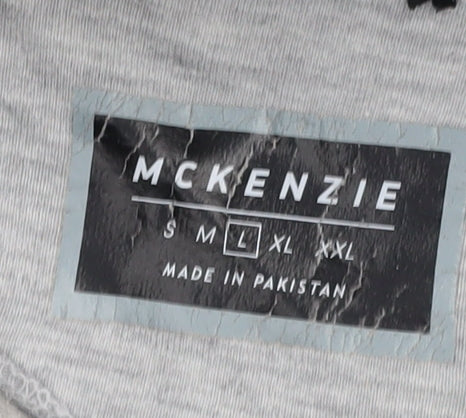 MCKENZIE
S M L XL XXL
MADE IN PAKISTAN